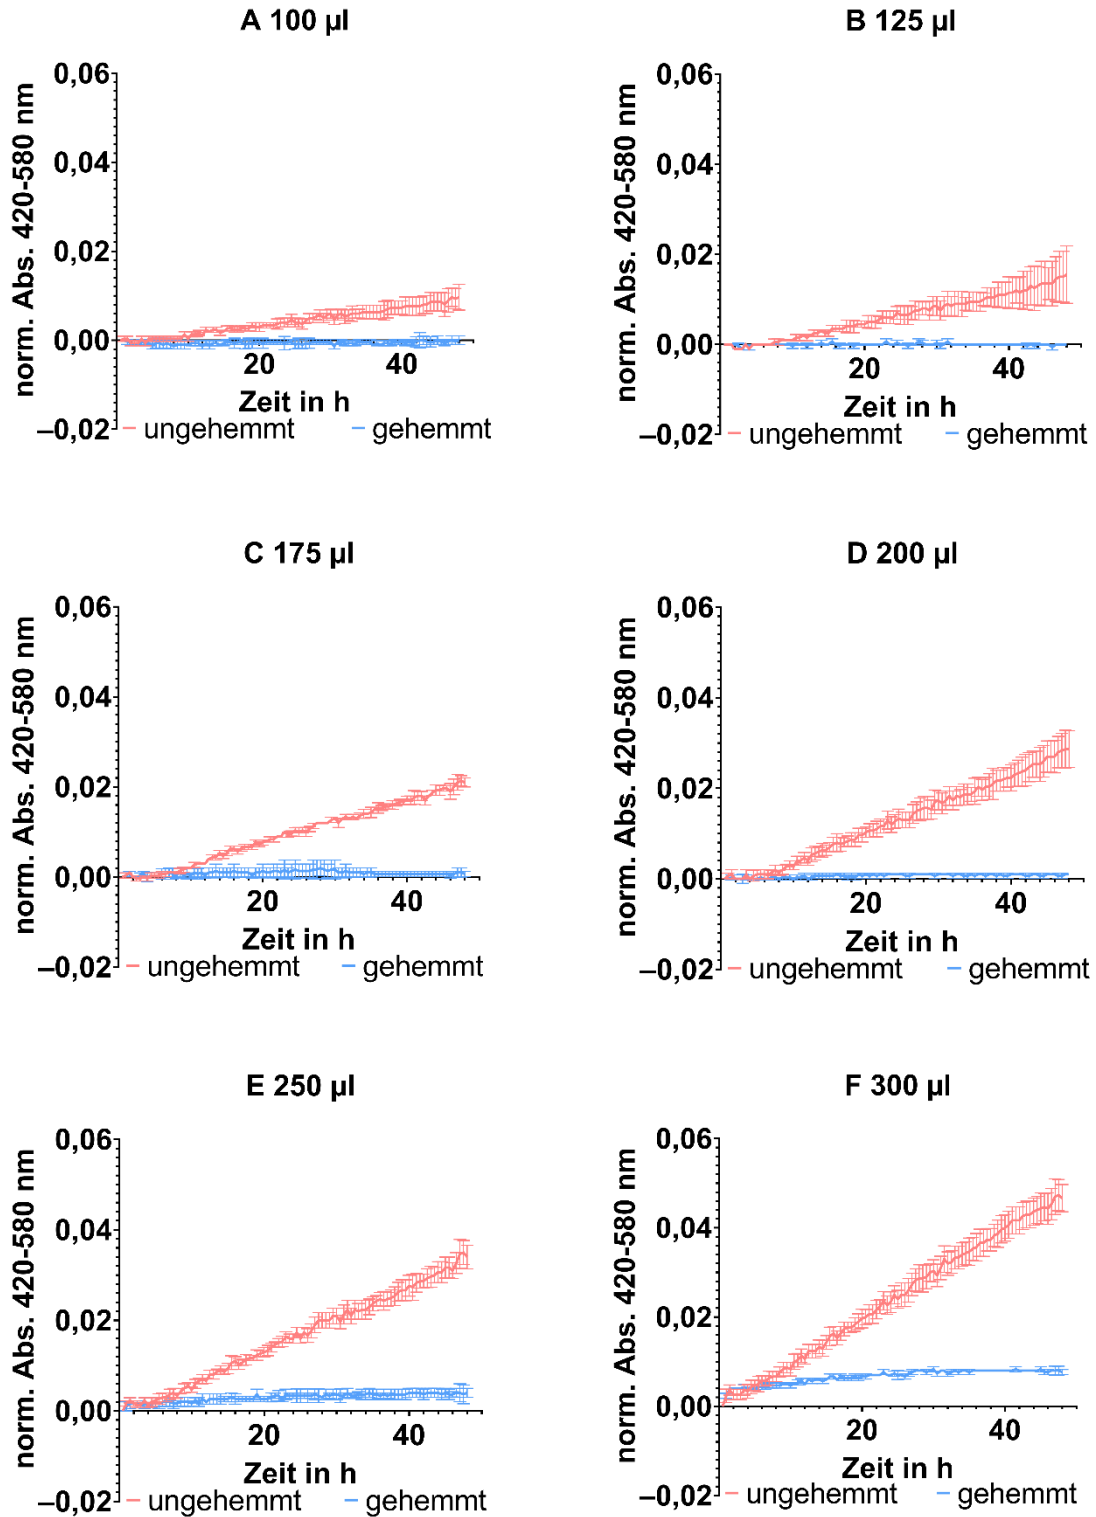 A 100 µl
norm. Abs. 420-580 nm
0,06
0,04
0,02
0,00
–0,02
20
40
Zeit in h
ungehemmt
gehemmt
B 125 µl
norm. Abs. 420-580 nm
0,06
0,04
0,02
0,00
–0,02
20
40
Zeit in h
ungehemmt
gehemmt
C 175 µl
norm. Abs. 420-580 nm
0,06
0,04
0,02
0,00
–0,02
20
40
Zeit in h
ungehemmt
gehemmt
D 200 µl
norm. Abs. 420-580 nm
0,06
0,04
0,02
0,00
–0,02
20
40
Zeit in h
ungehemmt
gehemmt
E 250 µl
norm. Abs. 420-580 nm
0,06
0,04
0,02
0,00
–0,02
20
40
Zeit in h
ungehemmt
gehemmt
F 300 µl
norm. Abs. 420-580 nm
0,06
0,04
0,02
0,00
–0,02
20
40
Zeit in h
ungehemmt
gehemmt